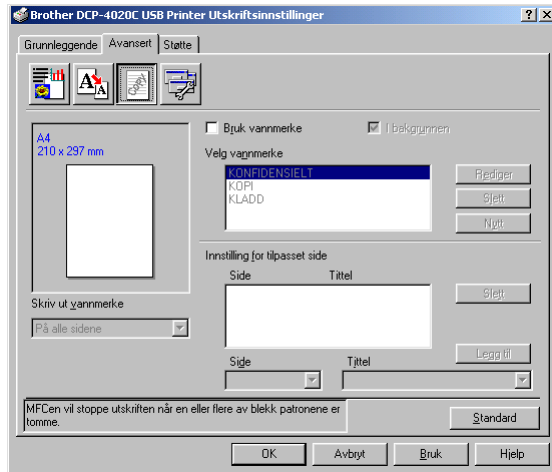 Brother DCP-4020C USB Printer Utskriftsinnstillinger
Grunnleggende Avansert Støtte
A4
210 x 297 mm
Skriv ut vannmerke
På alle sidene
Bruk vannmerke I bakgrunnen
Velg vannmerke
KONFIDENSIELT
KOPI
KLADD
Rediger
Slett
Nytt
Innstilling for tilpasset side
Side Tittel
Slett
Legg til
Side Tittel
MFCen vil stoppe utskriften når en eller flere av blekk patronene er
tomme.
Standard
OK Avbryt Bruk Hjelp